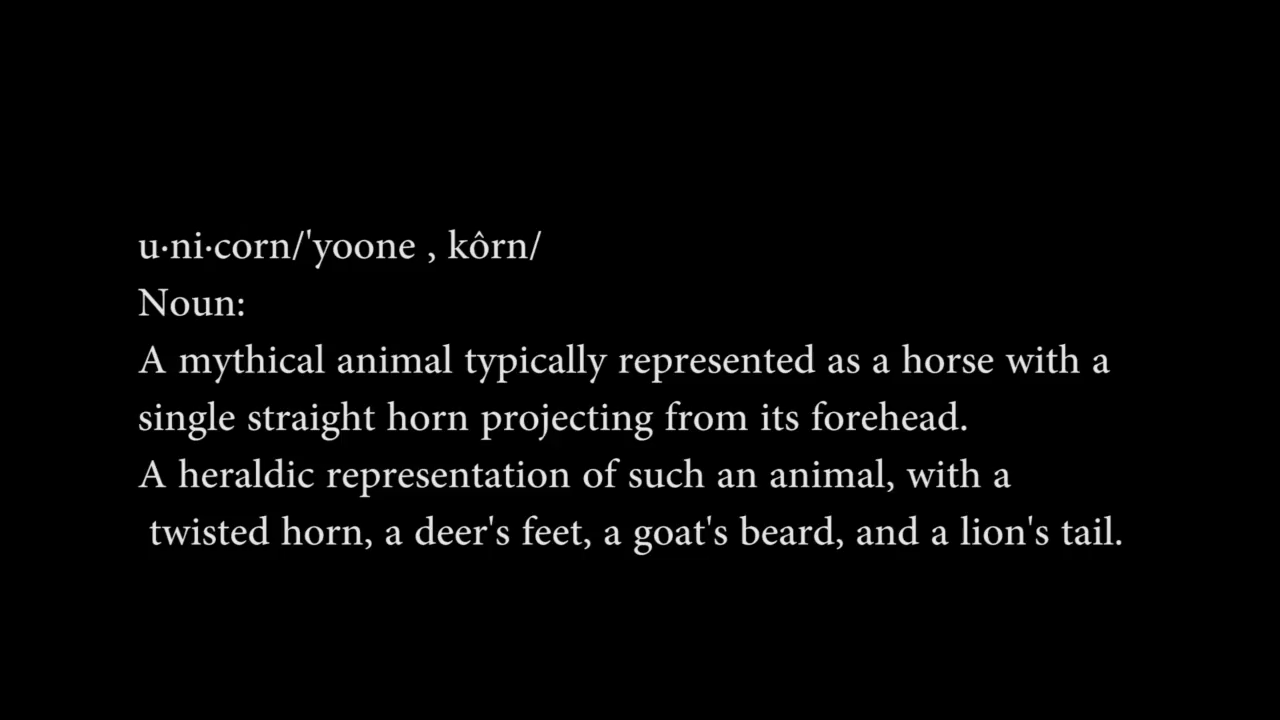 u·ni·corn/'yoone , kôrn/
Noun:
A mythical animal typically represented as a horse with a
single straight horn projecting from its forehead.
A heraldic representation of such an animal, with a
twisted horn, a deer's feet, a goat's beard, and a lion's tail.